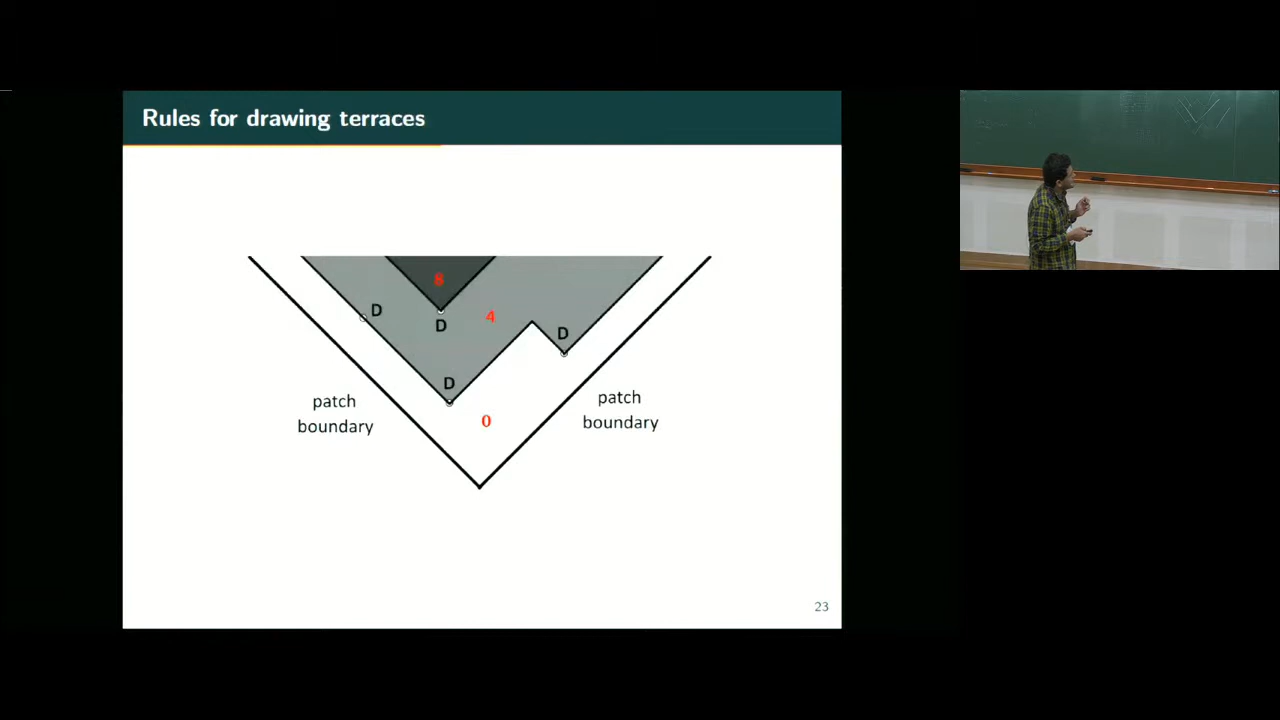 Rules for drawing terraces
8
D
D
4
D
D
patch
boundary
0
patch
boundary
23